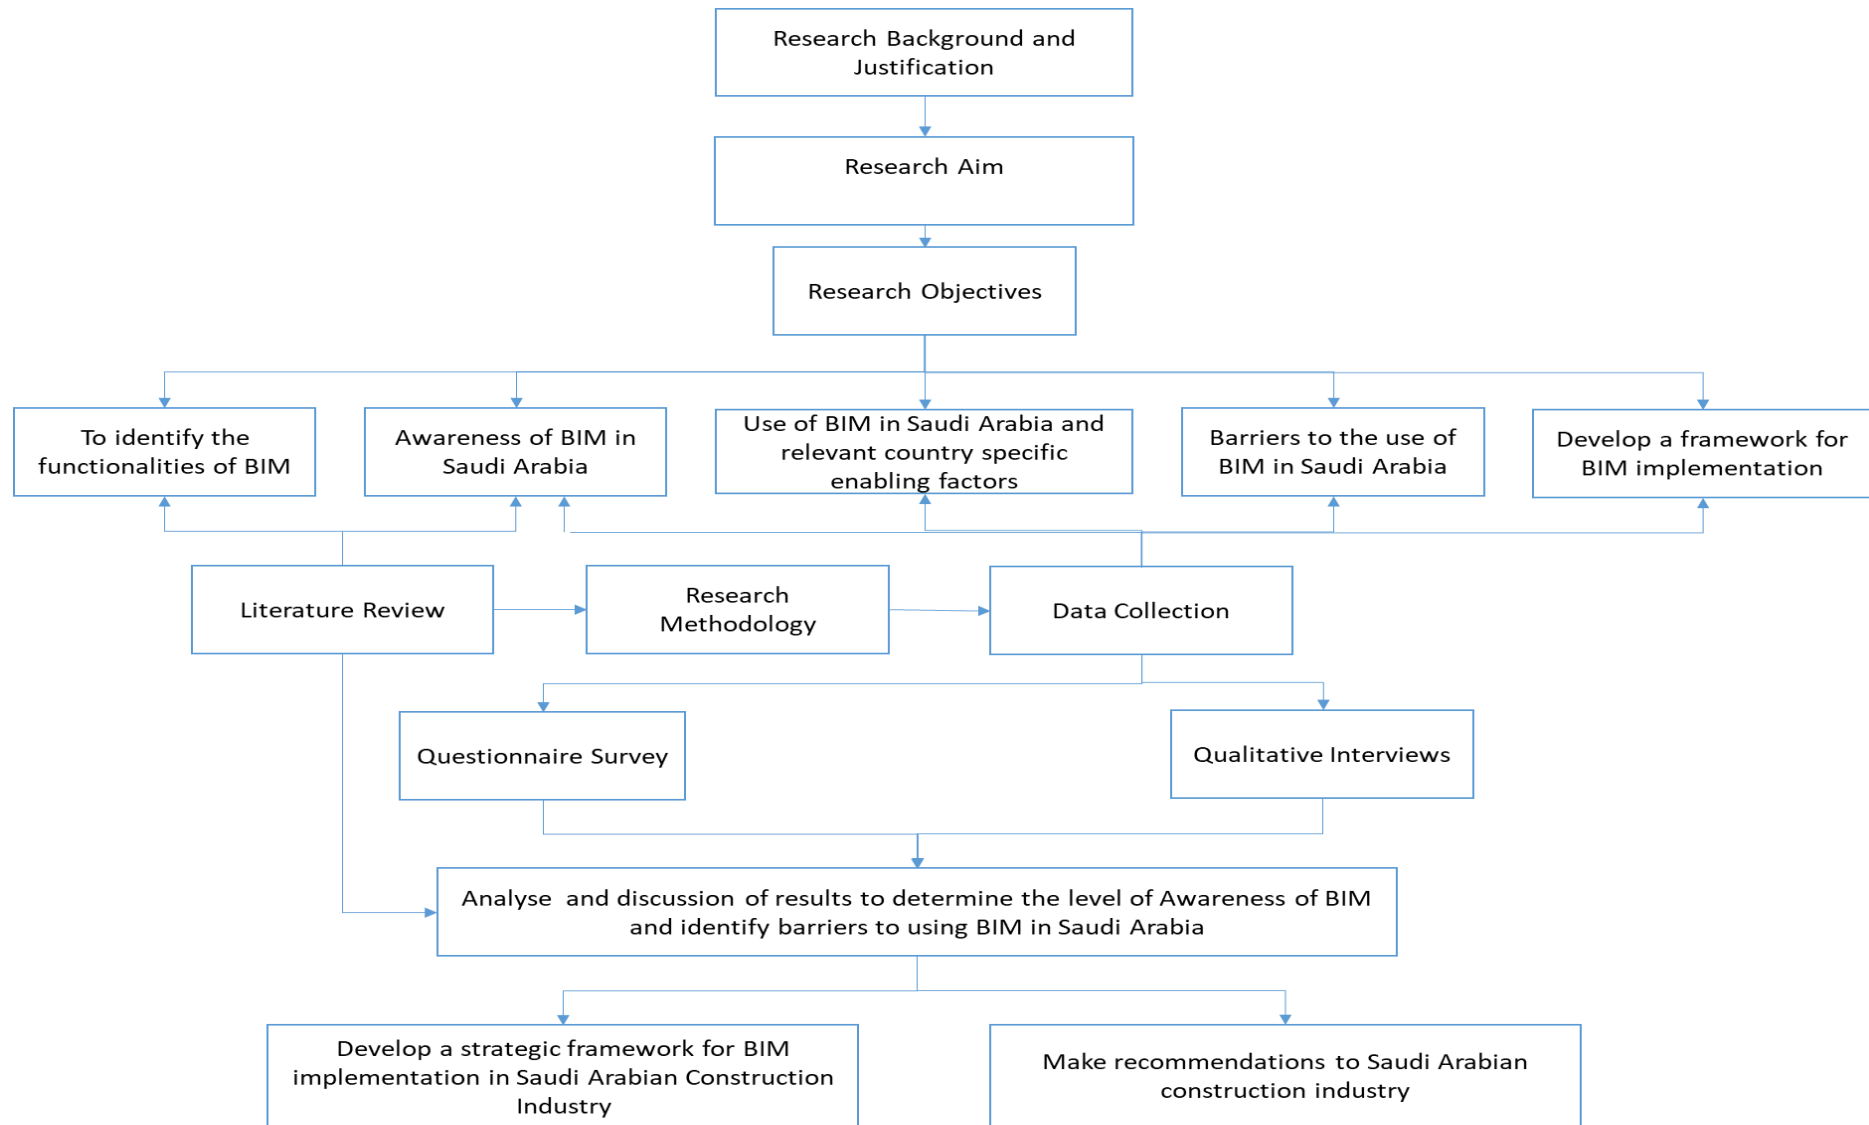 Research Background and
Justification
Research Aim
Research Objectives
To identify the
functionalities of BIM
Awareness of BIM in
Saudi Arabia
Use of BIM in Saudi Arabia and
relevant country specific
enabling factors
Barriers to the use of
BIM in Saudi Arabia
Develop a framework for
BIM implementation
Literature Review
Research
Methodology
Data Collection
Questionnaire Survey
Qualitative Interviews
Analyse and discussion of results to determine the level of Awareness of BIM
and identify barriers to using BIM in Saudi Arabia
Develop a strategic framework for BIM
implementation in Saudi Arabian Construction
Industry
Make recommendations to Saudi Arabian
construction industry